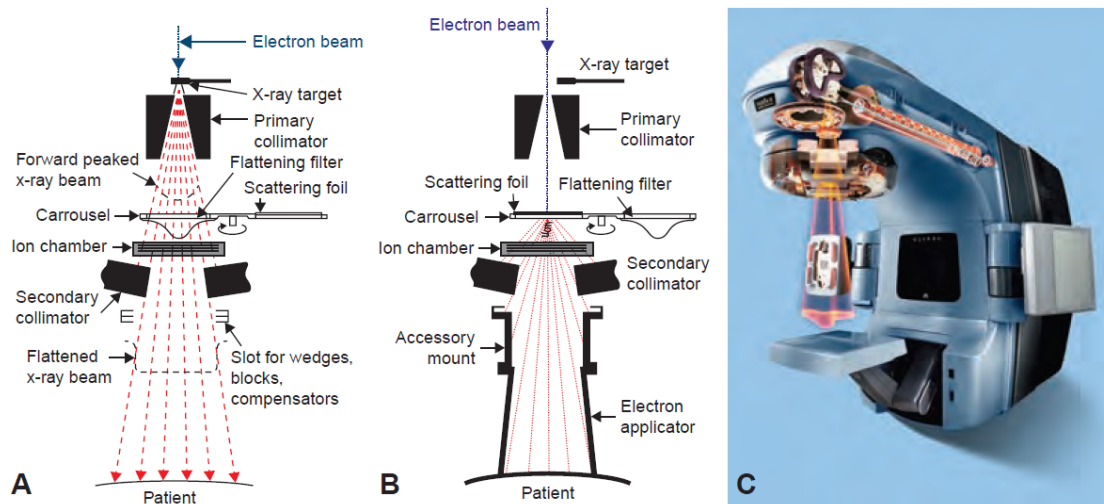 Electron beam
X-ray target
Primary
collimator
Forward peaked
x-ray beam
Flattening filter
Scattering foil
Carrousel
Ion chamber
Secondary
collimator
Flattened
x-ray beam
Slot for wedges,
blocks,
compensators
A
Patient
Electron beam
X-ray target
Primary
collimator
Scattering foil
Flattening filter
Carrousel
Ion chamber
Secondary
collimator
Accessory
mount
Electron
applicator
B
Patient
C